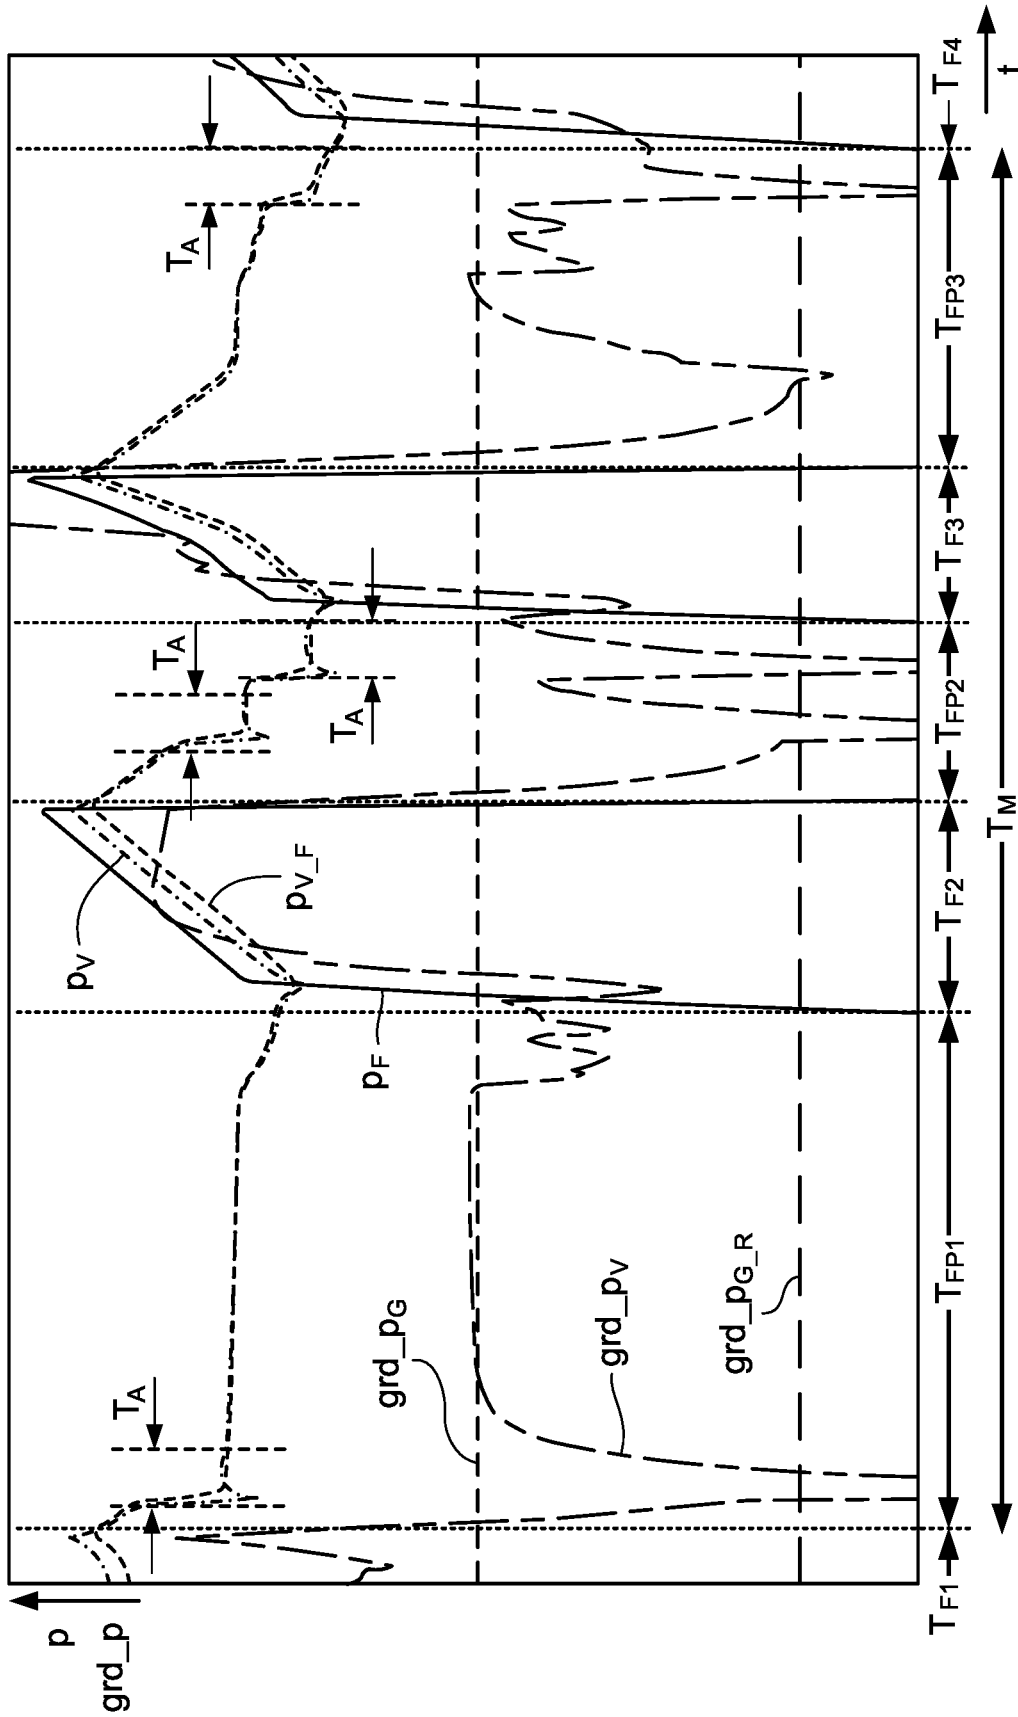 p
grd_p
T_A
T_A
T_A
T_A
p_V
p_V_F
p_F
grd_p_G
grd_p_V
grd_p_G_R
T_F1
T_FP1
T_F2
T_FP2
T_F3
T_FP3
T_F4
T_M
t